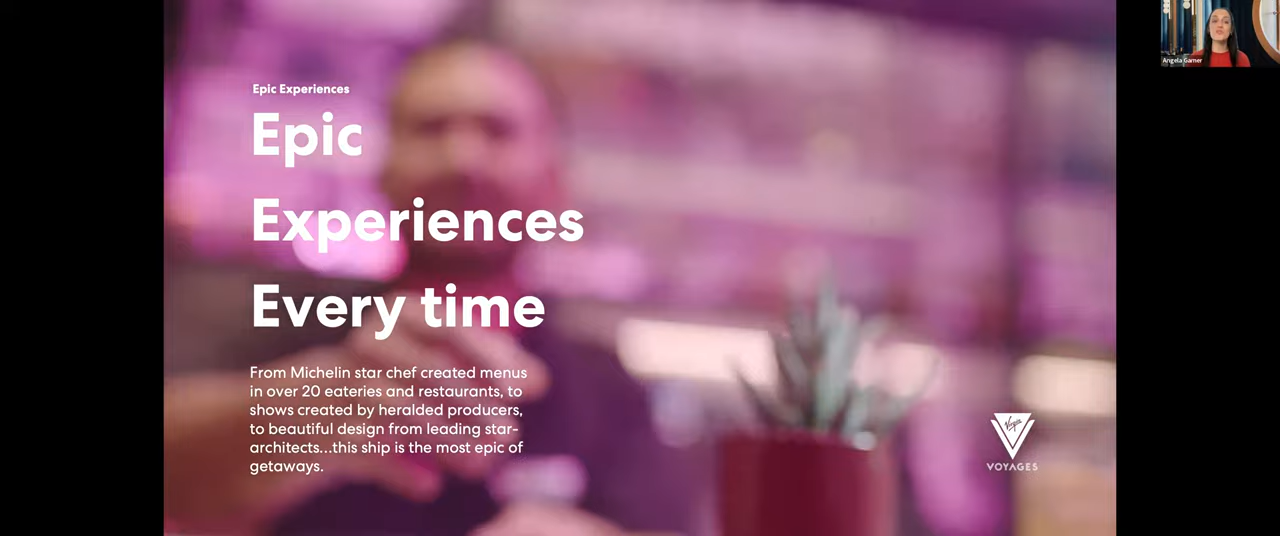 Epic Experiences
Epic
Experiences
Every time
From Michelin star chef created menus
in over 20 eateries and restaurants, to
shows created by heralded producers,
to beautiful design from leading star-
architects...this ship is the most epic of
getaways.
Virgin
VOYAGES
Angela Garner